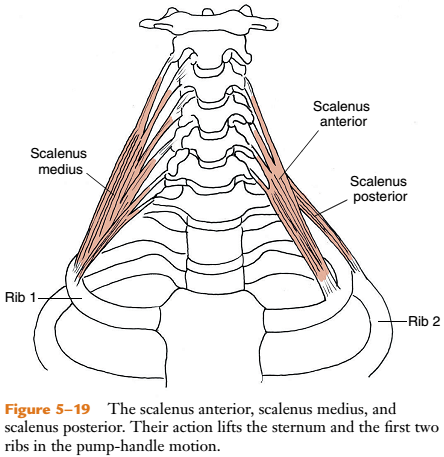 Scalenus
anterior
Scalenus
medius
Scalenus
posterior
Rib 1
Rib 2
Figure 5–19 The scalenus anterior, scalenus medius, and
scalenus posterior. Their action lifts the sternum and the first two
ribs in the pump-handle motion.